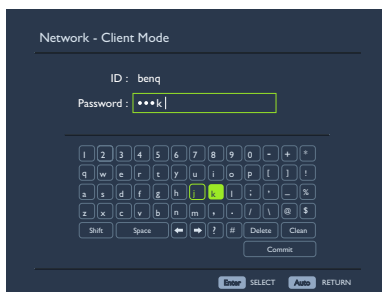 Network - Client Mode
ID : benq
Password : •••k
1 2 3 4 5 6 7 8 9 0 - + *
q w e r t y u i o p [ ] !
a s d f g h j k l ; ' _ %
z x c v b n m , . / \ @ $
Shift Space ← → ? # Delete Clean
Commit
Enter SELECT Auto RETURN